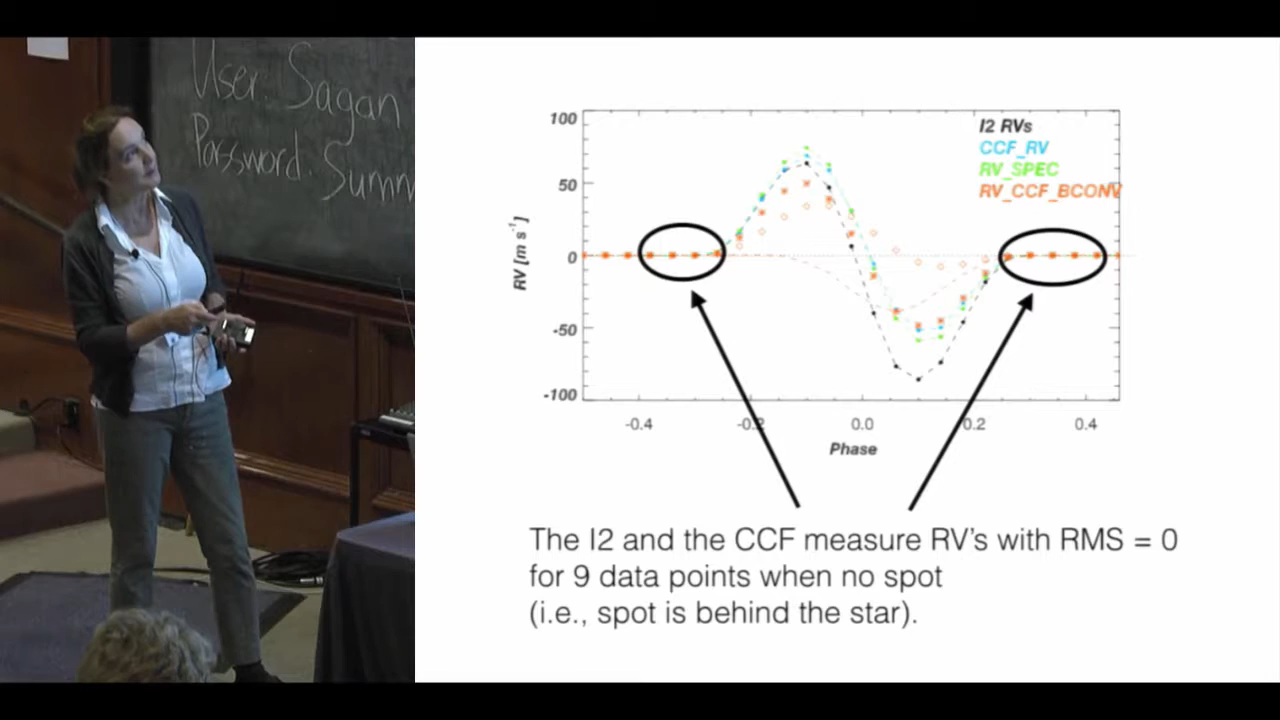 User: Sagan
Password: Summ
100
50
0
-50
-100
RV [m s⁻¹]
I2 RVs
CCF_RV
RV_SPEC
RV_CCF_BCONV
-0.4
-0.2
0.0
0.2
0.4
Phase
The I2 and the CCF measure RV's with RMS = 0
for 9 data points when no spot
(i.e., spot is behind the star).